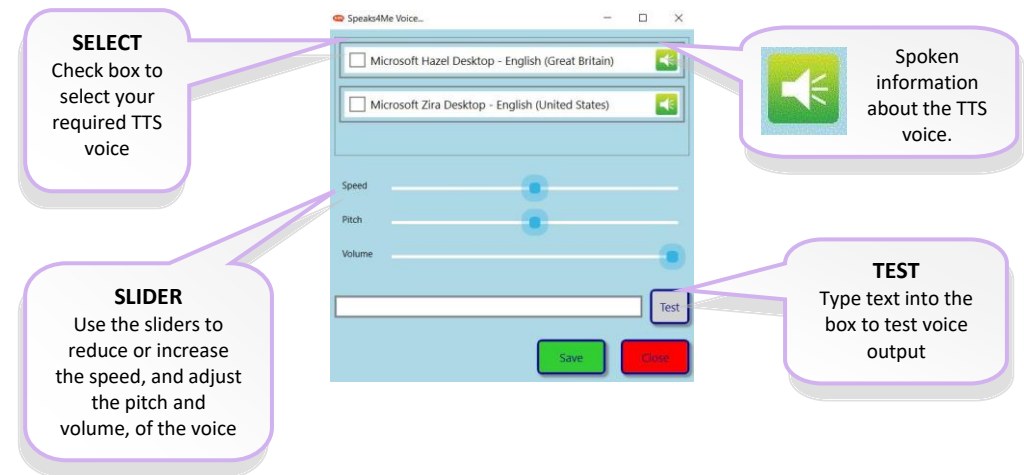 SELECT
Check box to
select your
required TTS
voice
Speaks4Me Voice...
Microsoft Hazel Desktop - English (Great Britain)
Microsoft Zira Desktop - English (United States)
Spoken
information
about the TTS
voice.
Speed
Pitch
Volume
SLIDER
Use the sliders to
reduce or increase
the speed, and adjust
the pitch and
volume, of the voice
Test
Save
Close
TEST
Type text into the
box to test voice
output